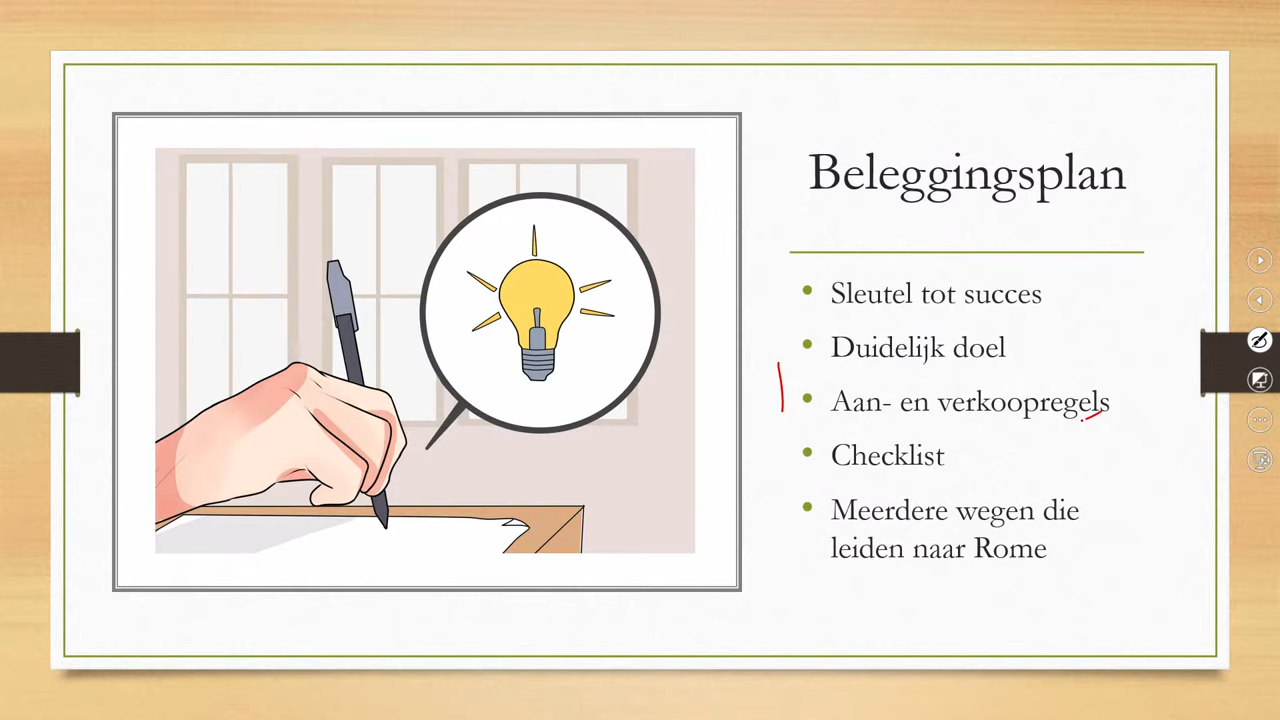 Beleggingsplan
• Sleutel tot succes
• Duidelijk doel
• Aan- en verkoopregels
• Checklist
• Meerdere wegen die
leiden naar Rome